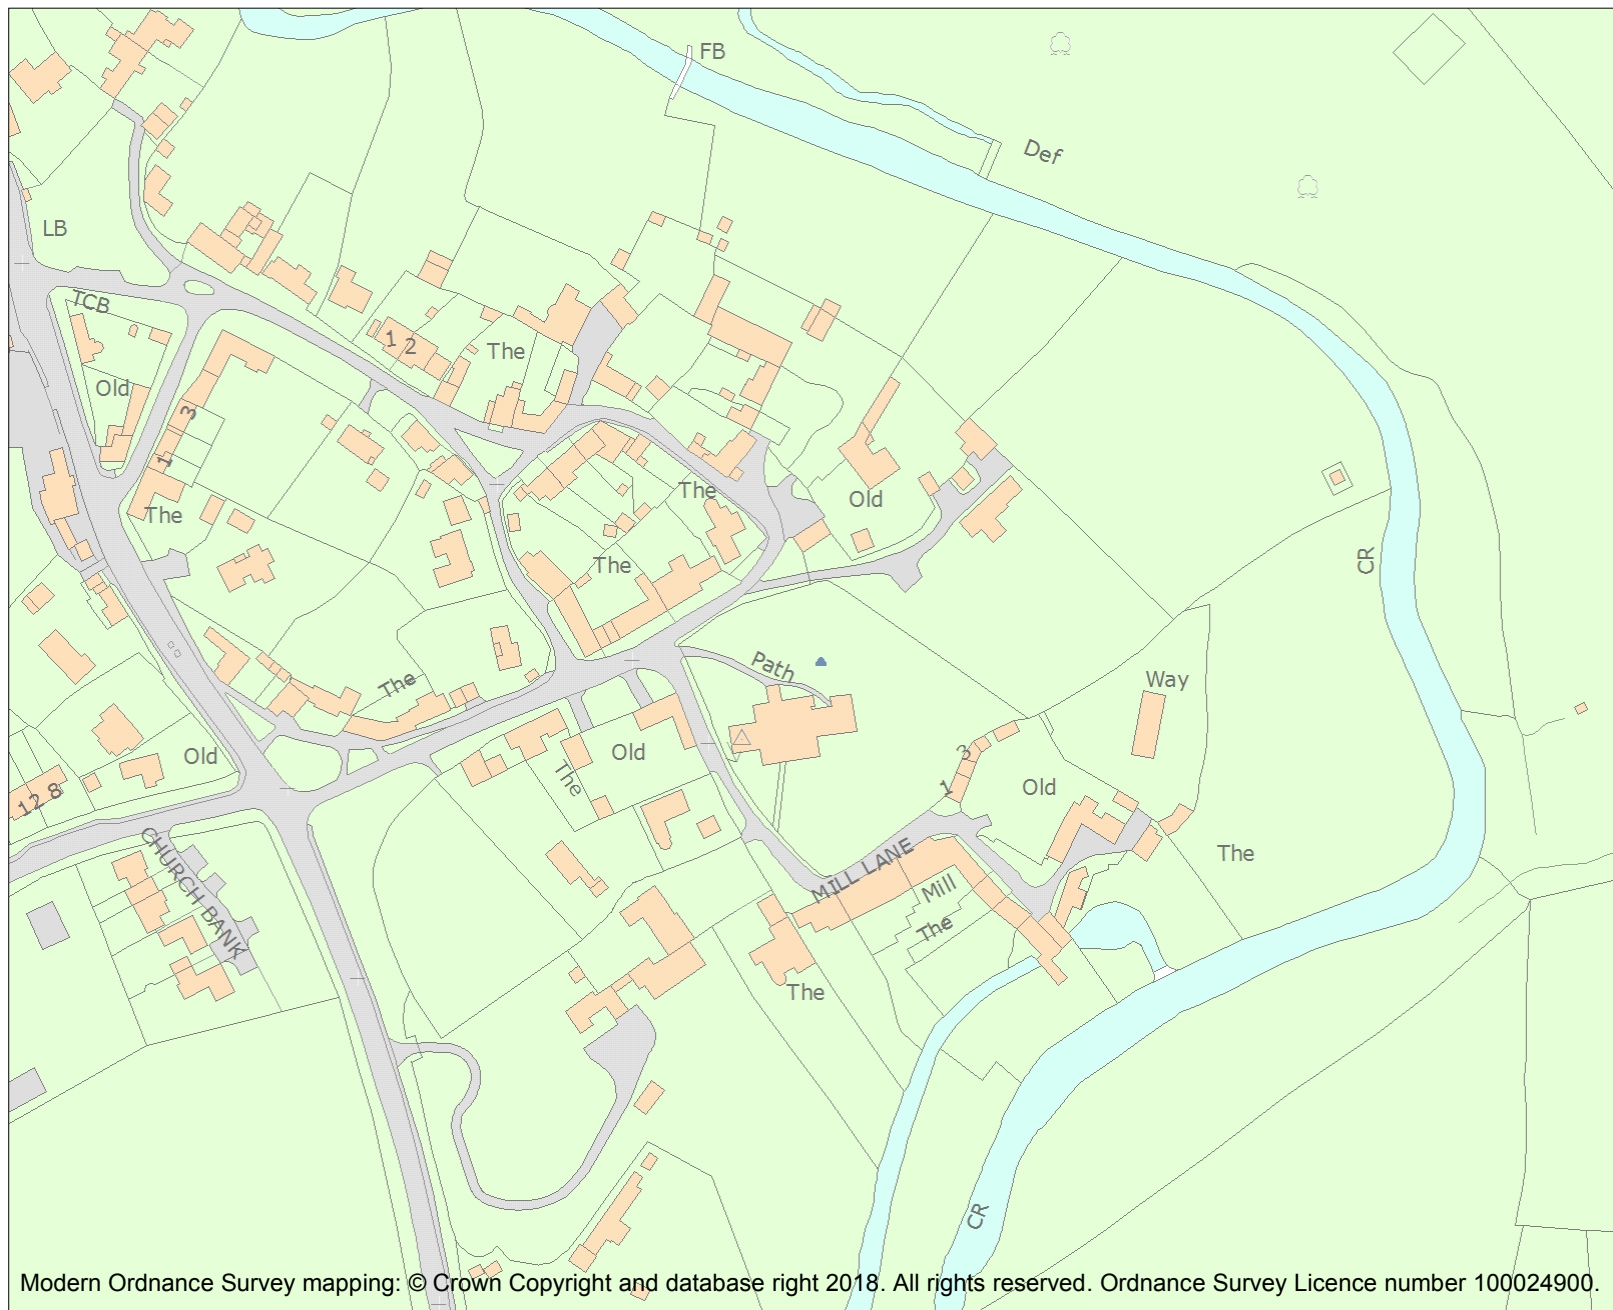 FB
Def
LB
TCB
1 2
The
Old
3
1
The
The
Old
The
The
CR
Path
Way
The
Old
Old
The
3
1
Old
12 8
CHURCH BANK
MILL LANE
The
Mill
The
The
CR
Modern Ordnance Survey mapping: © Crown Copyright and database right 2018. All rights reserved. Ordnance Survey Licence number 100024900.